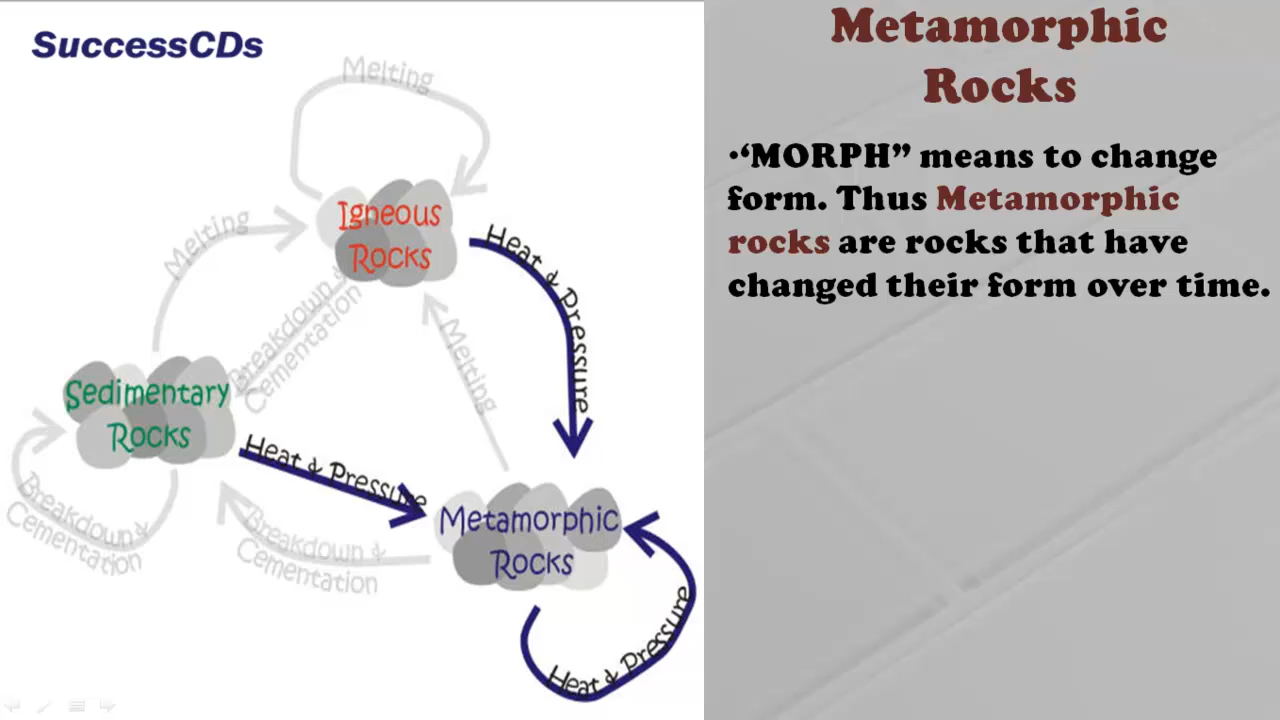 SuccessCDs
Melting
Igneous
Rocks
Melting
Heat & Pressure
Breakdown &
Cementation
Melting
Sedimentary
Rocks
Heat & Pressure
Breakdown &
Cementation
Breakdown &
Cementation
Metamorphic
Rocks
Heat & Pressure
Metamorphic
Rocks
•‘MORPH” means to change
form. Thus Metamorphic
rocks are rocks that have
changed their form over time.